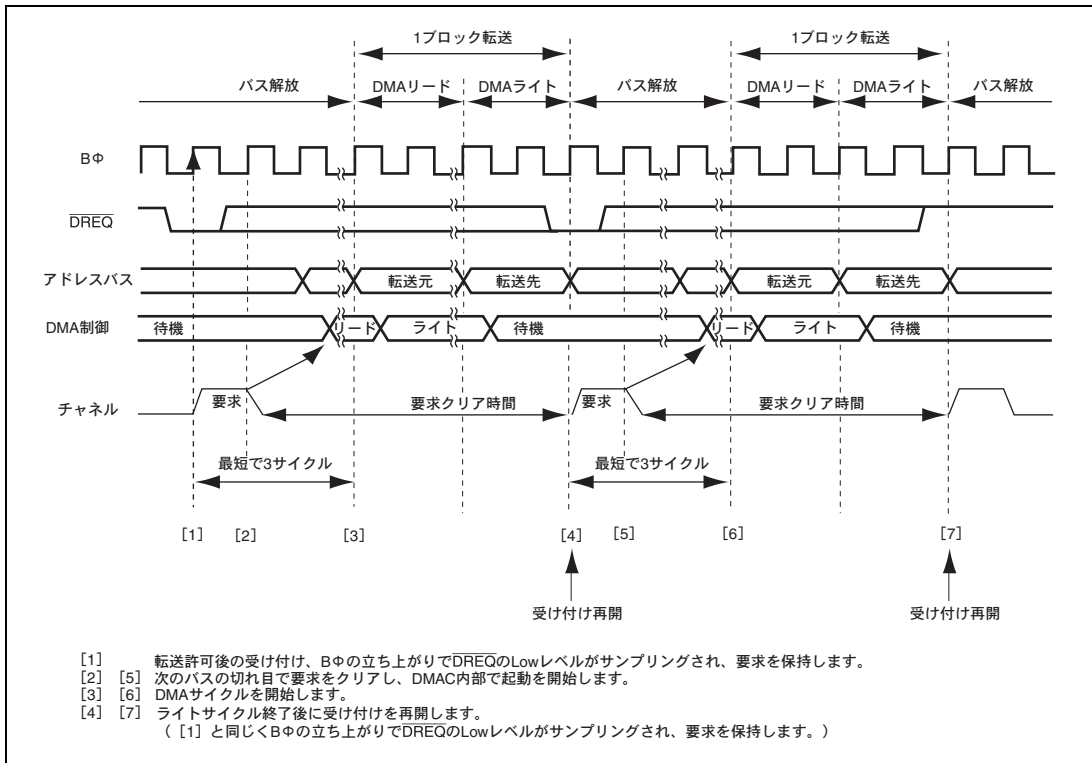 1ブロック転送 1ブロック転送
バス解放 DMAリード DMAライト バス解放 DMAリード DMAライト バス解放
BΦ
DREQ
アドレスバス 転送元 転送先 転送元 転送先
DMA制御 待機 リード ライト 待機 リード ライト 待機
チャネル 要求 要求クリア時間 要求 要求クリア時間
最短で3サイクル 最短で3サイクル
[1] [2] [3] [4] [5] [6] [7]
受け付け再開 受け付け再開
[1] 転送許可後の受け付け、BΦの立ち上がりでDREQのLowレベルがサンプリングされ、要求を保持します。
[2] [5] 次のバスの切れ目で要求をクリアし、DMAC内部で起動を開始します。
[3] [6] DMAサイクルを開始します。
[4] [7] ライトサイクル終了後に受け付けを再開します。
（[1]と同じくBΦの立ち上がりでDREQのLowレベルがサンプリングされ、要求を保持します。）